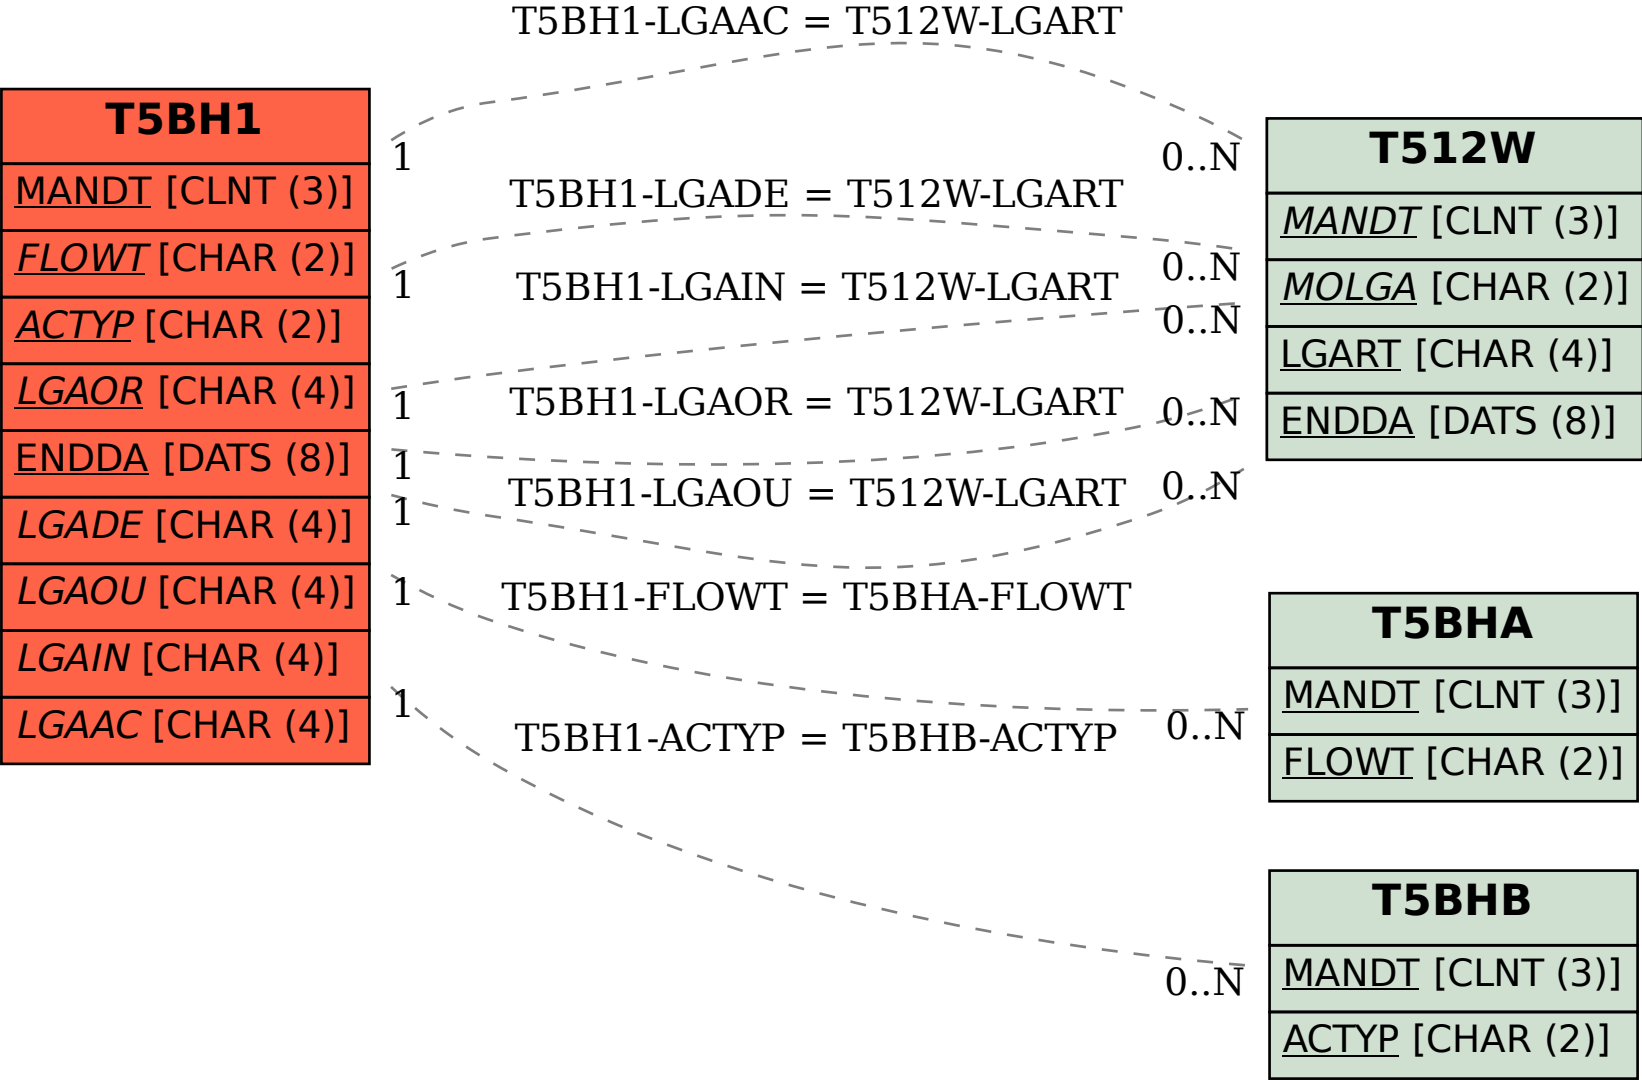 T5BH1
MANDT [CLNT (3)]
FLOWT [CHAR (2)]
ACTYP [CHAR (2)]
LGAOR [CHAR (4)]
ENDDA [DATS (8)]
LGADE [CHAR (4)]
LGAOU [CHAR (4)]
LGAIN [CHAR (4)]
LGAAC [CHAR (4)]
T5BH1-LGAAC = T512W-LGART
1
0..N
T5BH1-LGADE = T512W-LGART
1
0..N
T5BH1-LGAIN = T512W-LGART
1
0..N
T5BH1-LGAOR = T512W-LGART
1
0..N
T5BH1-LGAOU = T512W-LGART
1
0..N
T5BH1-FLOWT = T5BHA-FLOWT
1
0..N
T5BH1-ACTYP = T5BHB-ACTYP
1
0..N
T512W
MANDT [CLNT (3)]
MOLGA [CHAR (2)]
LGART [CHAR (4)]
ENDDA [DATS (8)]
T5BHA
MANDT [CLNT (3)]
FLOWT [CHAR (2)]
T5BHB
MANDT [CLNT (3)]
ACTYP [CHAR (2)]